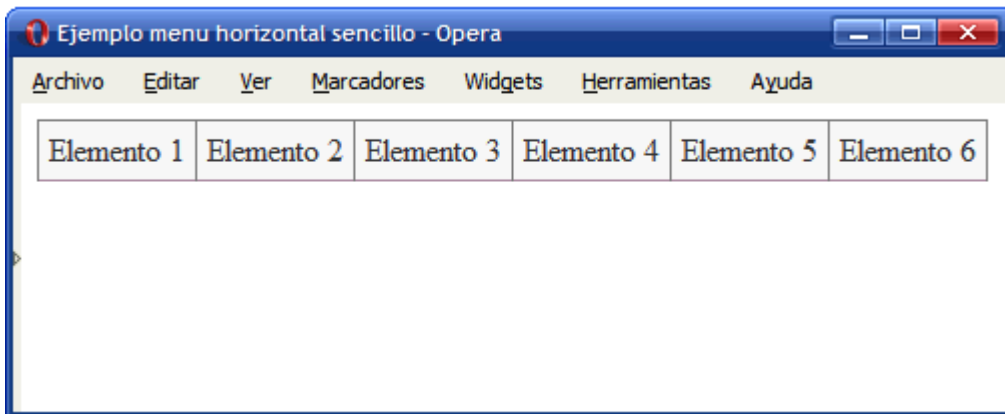 Ejemplo menu horizontal sencillo - Opera
Archivo Editar Ver Marcadores Widgets Herramientas Ayuda
Elemento 1 Elemento 2 Elemento 3 Elemento 4 Elemento 5 Elemento 6